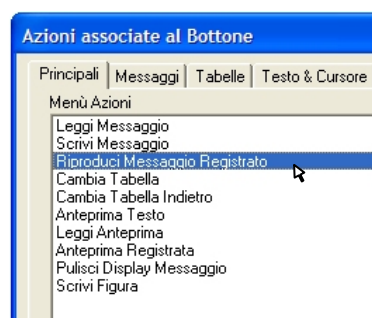 Azioni associate al Bottone
Principali Messaggi Tabelle Testo & Cursore
Menù Azioni
Leggi Messaggio
Scrivi Messaggio
Riproduci Messaggio Registrato
Cambia Tabella
Cambia Tabella Indietro
Anteprima Testo
Leggi Anteprima
Anteprima Registrata
Pulisci Display Messaggio
Scrivi Figura